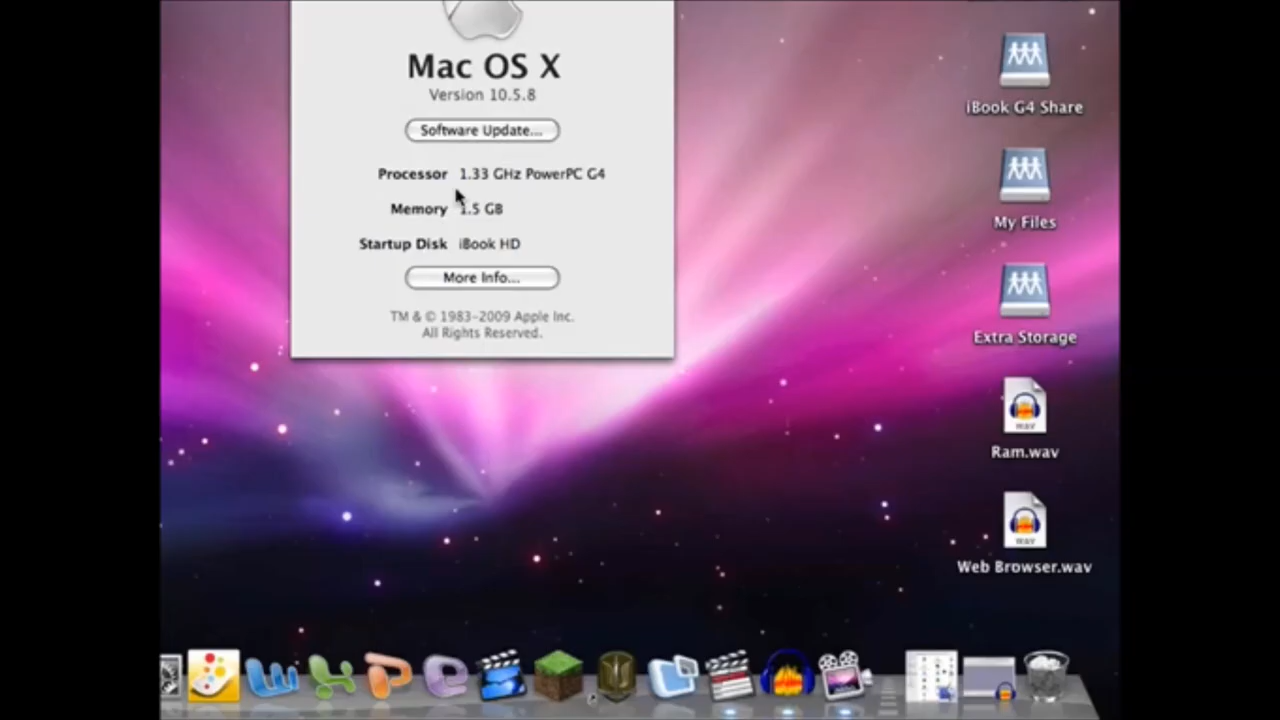 Mac OS X
Version 10.5.8
Software Update...
Processor 1.33 GHz PowerPC G4
Memory 1.5 GB
Startup Disk iBook HD
More Info...
TM & © 1983-2009 Apple Inc.
All Rights Reserved.
iBook G4 Share
My Files
Extra Storage
WAV
Ram.wav
WAV
Web Browser.wav